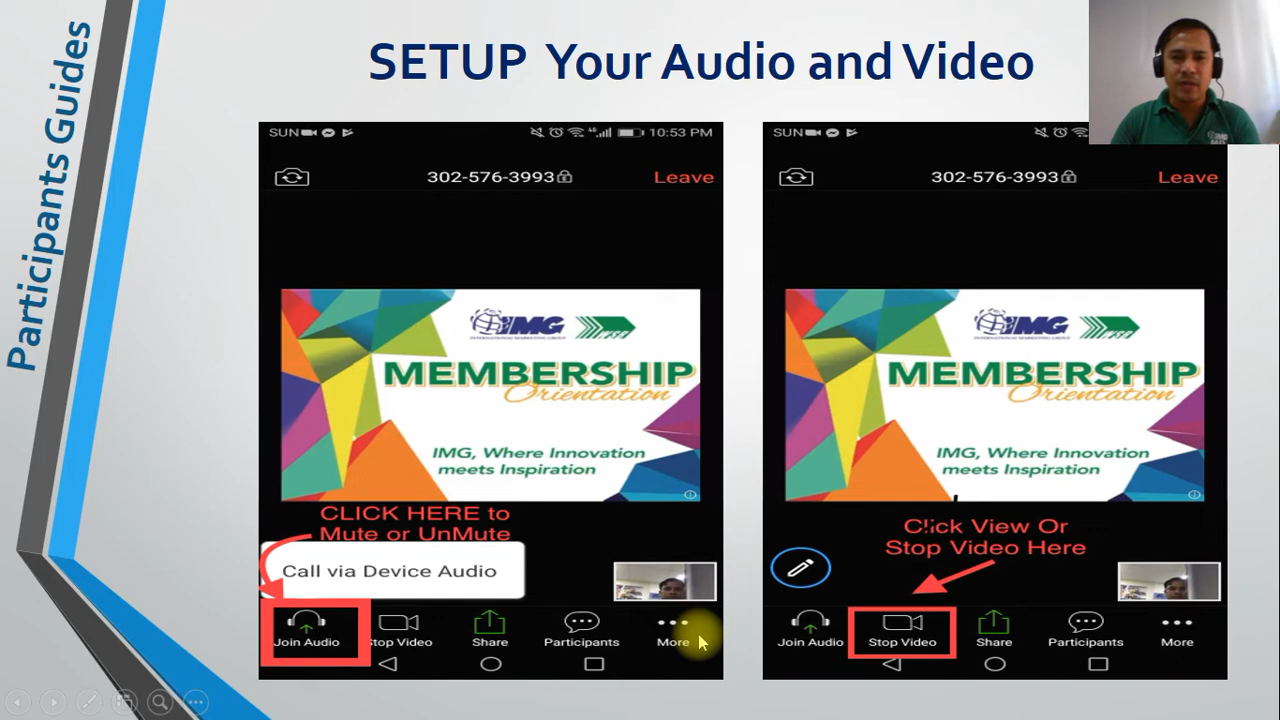 Participants Guides
SETUP Your Audio and Video
SUN
10:53 PM
302-576-3993
Leave
IMG
INTERNATIONAL MARKETING GROUP
MEMBERSHIP
Orientation
IMG, Where Innovation
meets Inspiration
CLICK HERE to
Mute or UnMute
Call via Device Audio
Join Audio
Stop Video
Share
Participants
More
SUN
302-576-3993
Leave
IMG
INTERNATIONAL MARKETING GROUP
MEMBERSHIP
Orientation
IMG, Where Innovation
meets Inspiration
Click View Or
Stop Video Here
Join Audio
Stop Video
Share
Participants
More